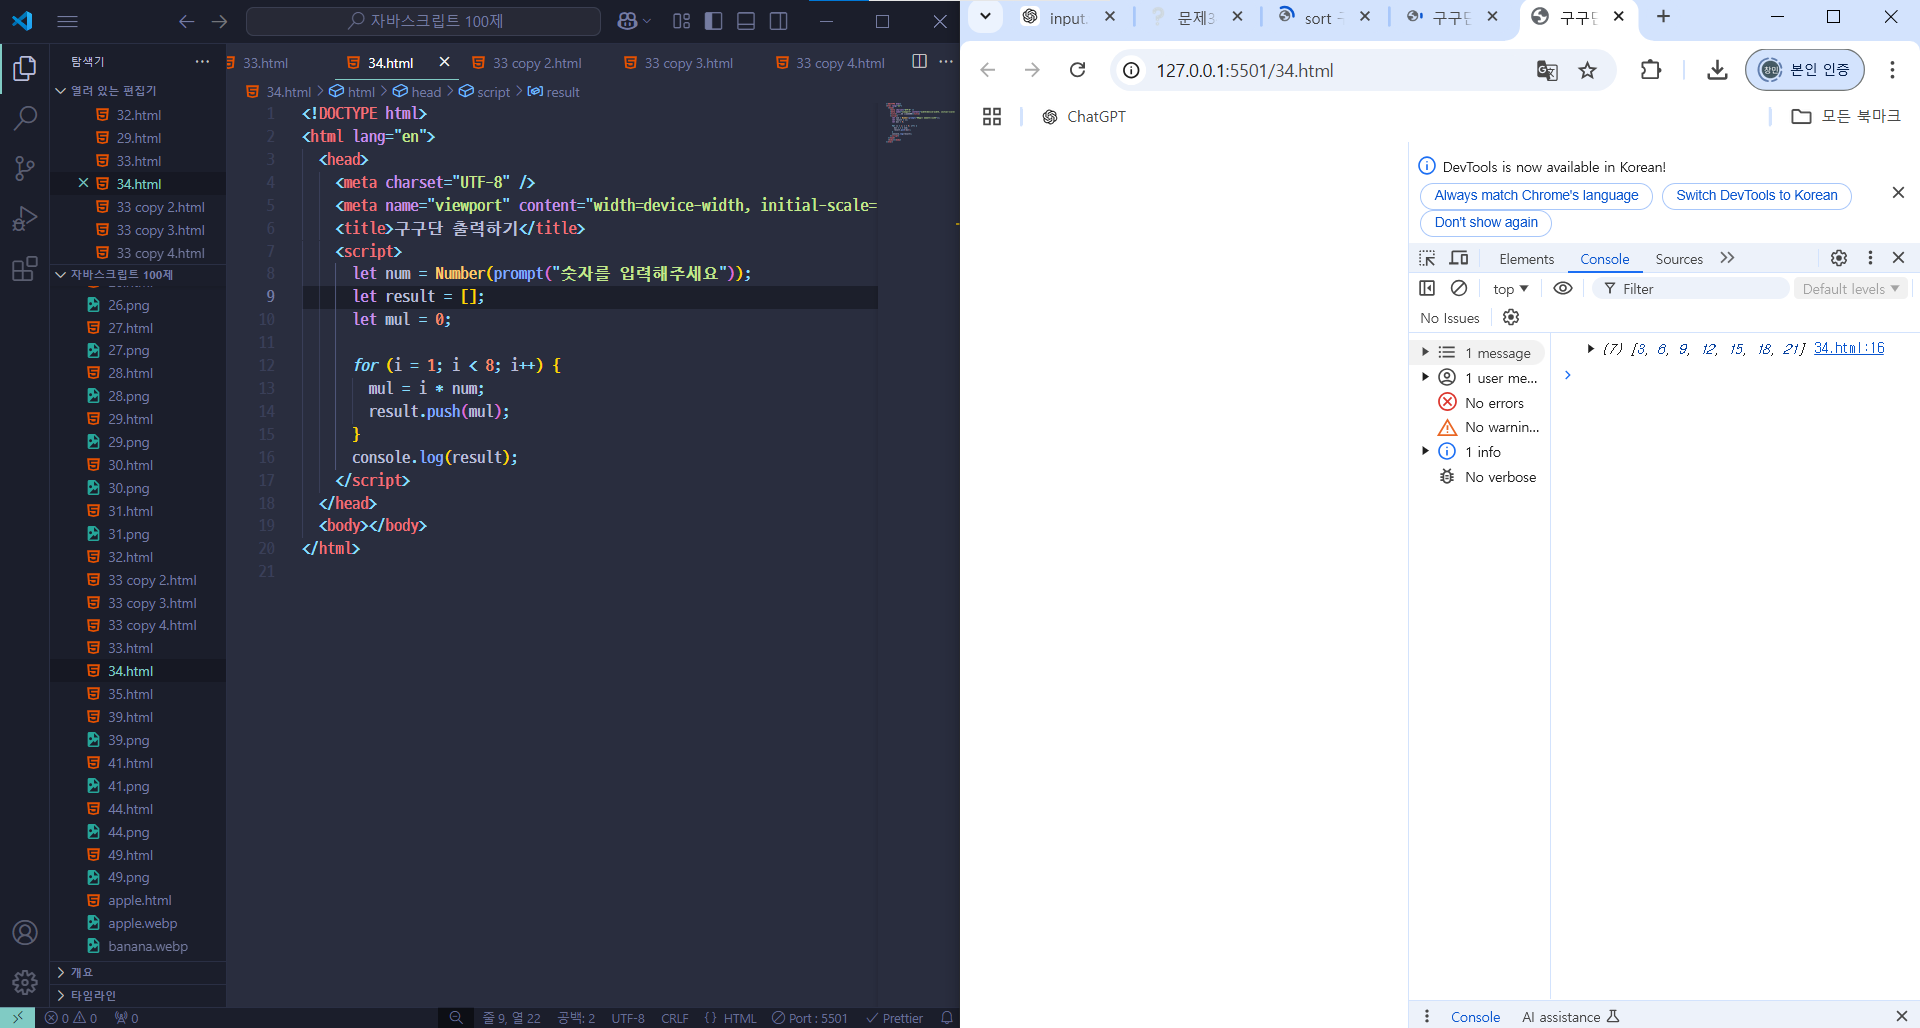 자바스크립트 100제
탐색기
열려 있는 편집기
32.html
29.html
33.html
34.html
33 copy 2.html
33 copy 3.html
33 copy 4.html
자바스크립트 100제
26.png
27.html
27.png
28.html
28.png
29.html
29.png
30.html
30.png
31.html
31.png
32.html
33 copy 2.html
33 copy 3.html
33 copy 4.html
33.html
34.html
35.html
39.html
39.png
41.html
41.png
44.html
44.png
49.html
49.png
apple.html
apple.webp
banana.webp
개요
타임라인
33.html 34.html 33 copy 2.html 33 copy 3.html 33 copy 4.html
34.html > html > head > script > result
1 <!DOCTYPE html>
2 <html lang="en">
3 <head>
4 <meta charset="UTF-8" />
5 <meta name="viewport" content="width=device-width, initial-scale=
6 <title>구구단 출력하기</title>
7 <script>
8 let num = Number(prompt("숫자를 입력해주세요"));
9 let result = [];
10 let mul = 0;
11
12 for (i = 1; i < 8; i++) {
13 mul = i * num;
14 result.push(mul);
15 }
16 console.log(result);
17 </script>
18 </head>
19 <body></body>
20 </html>
21
0 0 0 줄 9, 열 22 공백: 2 UTF-8 CRLF {} HTML Port : 5501 Prettier
input. 문제3 sort 구구단 구구단
127.0.0.1:5501/34.html 본인 인증
ChatGPT 모든 북마크
DevTools is now available in Korean!
Always match Chrome's language Switch DevTools to Korean
Don't show again
Elements Console Sources
top Filter Default levels
No Issues
1 message
1 user me...
No errors
No warnin...
1 info
No verbose
(7) [3, 6, 9, 12, 15, 18, 21] 34.html:16
Console AI assistance